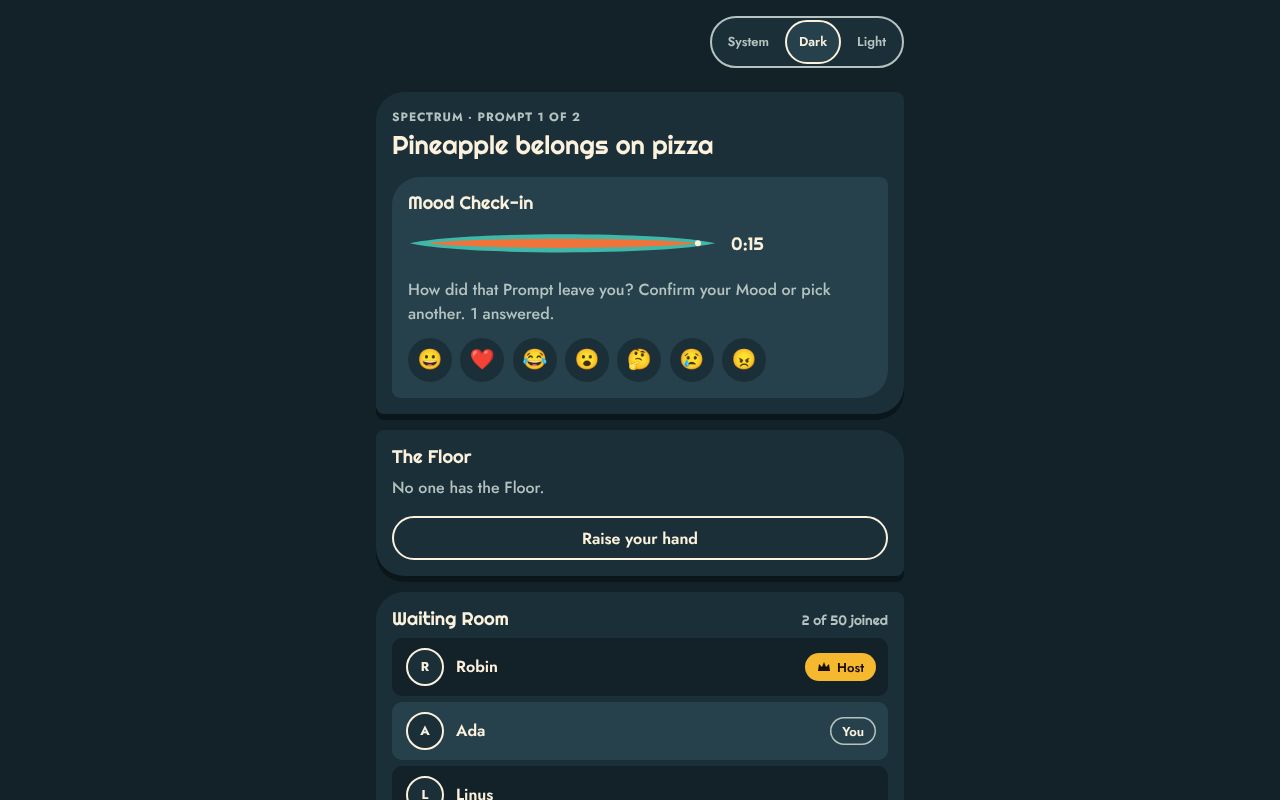 System Dark Light
SPECTRUM · PROMPT 1 OF 2
Pineapple belongs on pizza
Mood Check-in
0:15
How did that Prompt leave you? Confirm your Mood or pick
another. 1 answered.
The Floor
No one has the Floor.
Raise your hand
Waiting Room 2 of 50 joined
R Robin Host
A Ada You
L Linus